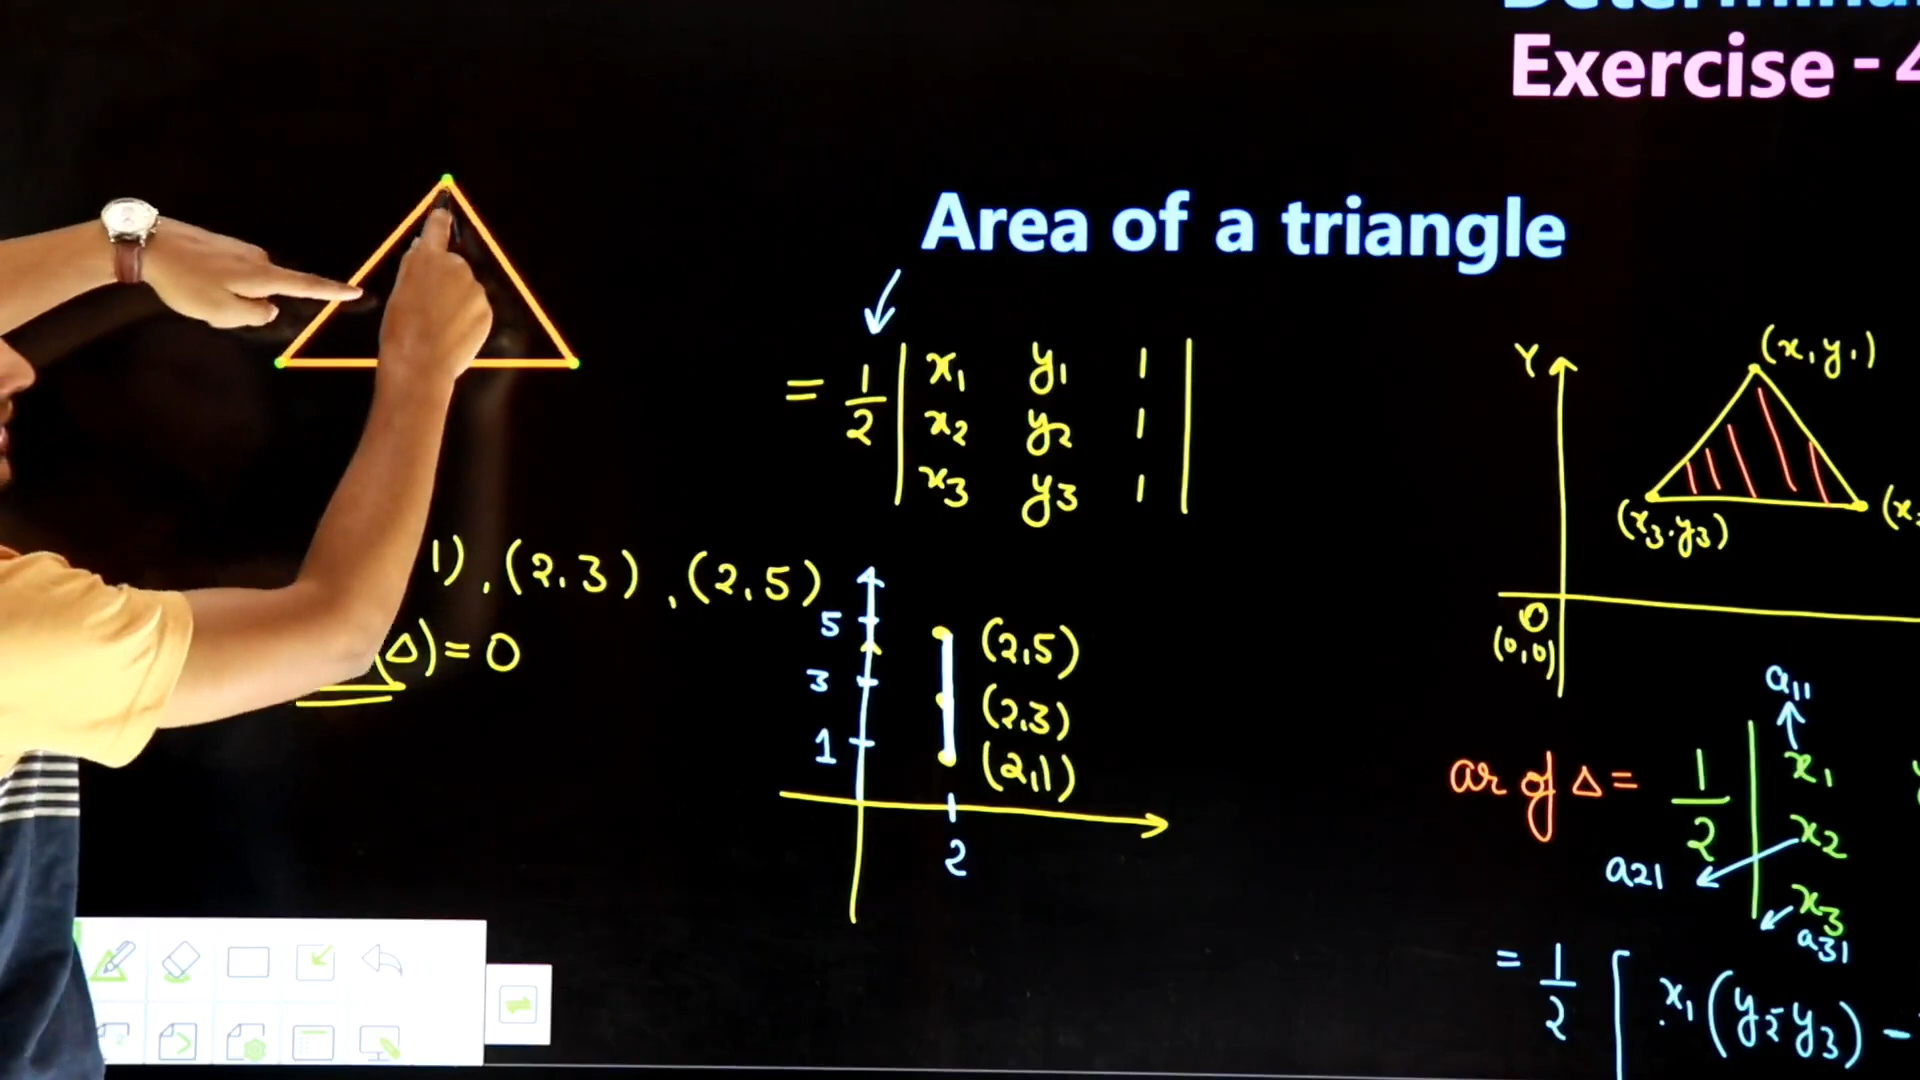 Exercise - 4
Area of a triangle
= 1/2 | x₁ y₁ 1 |
| x₂ y₂ 1 |
| x₃ y₃ 1 |
1) , (2,3) , (2,5)
Δ) = 0
5
3
1
2
(2,5)
(2,3)
(2,1)
Y
(x, y₁)
(x₃.y₃)
(x
O
(0,0)
a11
ar of Δ = 1/2 | x₁
x₂
x₃
a21
a31
= 1/2 [ x₁ (y₂-y₃) -